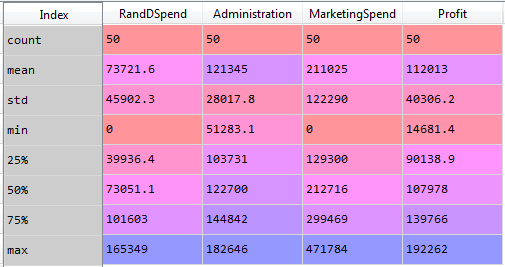 Index RandDSpend Administration MarketingSpend Profit
count 50 50 50 50
mean 73721.6 121345 211025 112013
std 45902.3 28017.8 122290 40306.2
min 0 51283.1 0 14681.4
25% 39936.4 103731 129300 90138.9
50% 73051.1 122700 212716 107978
75% 101603 144842 299469 139766
max 165349 182646 471784 192262